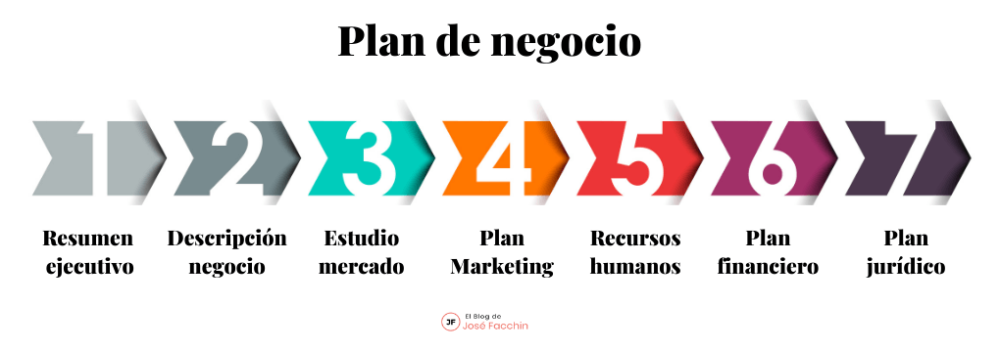 Plan de negocio
1 2 3 4 5 6 7
Resumen ejecutivo
Descripción negocio
Estudio mercado
Plan Marketing
Recursos humanos
Plan financiero
Plan jurídico
JF
El Blog de
José Facchin